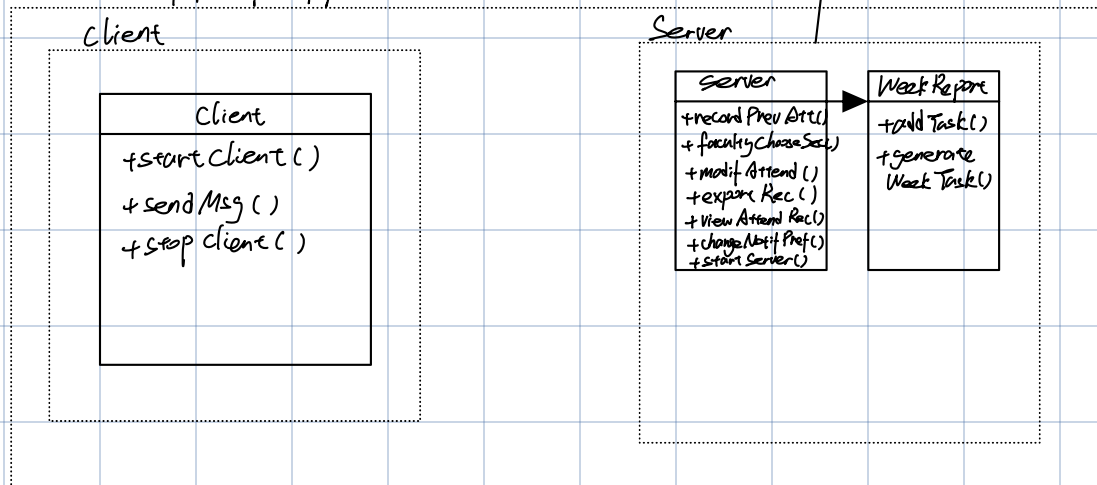 Client
Client
+start Client()
+send Msg()
+stop Client()
Server
Server
+record Prev Att()
+facultyChooseSec()
+modif Attend()
+export Rec()
+view Attend Rec()
+changeNotif Pref()
+start Server()
Week Report
+add Task()
+generate
Week Task()